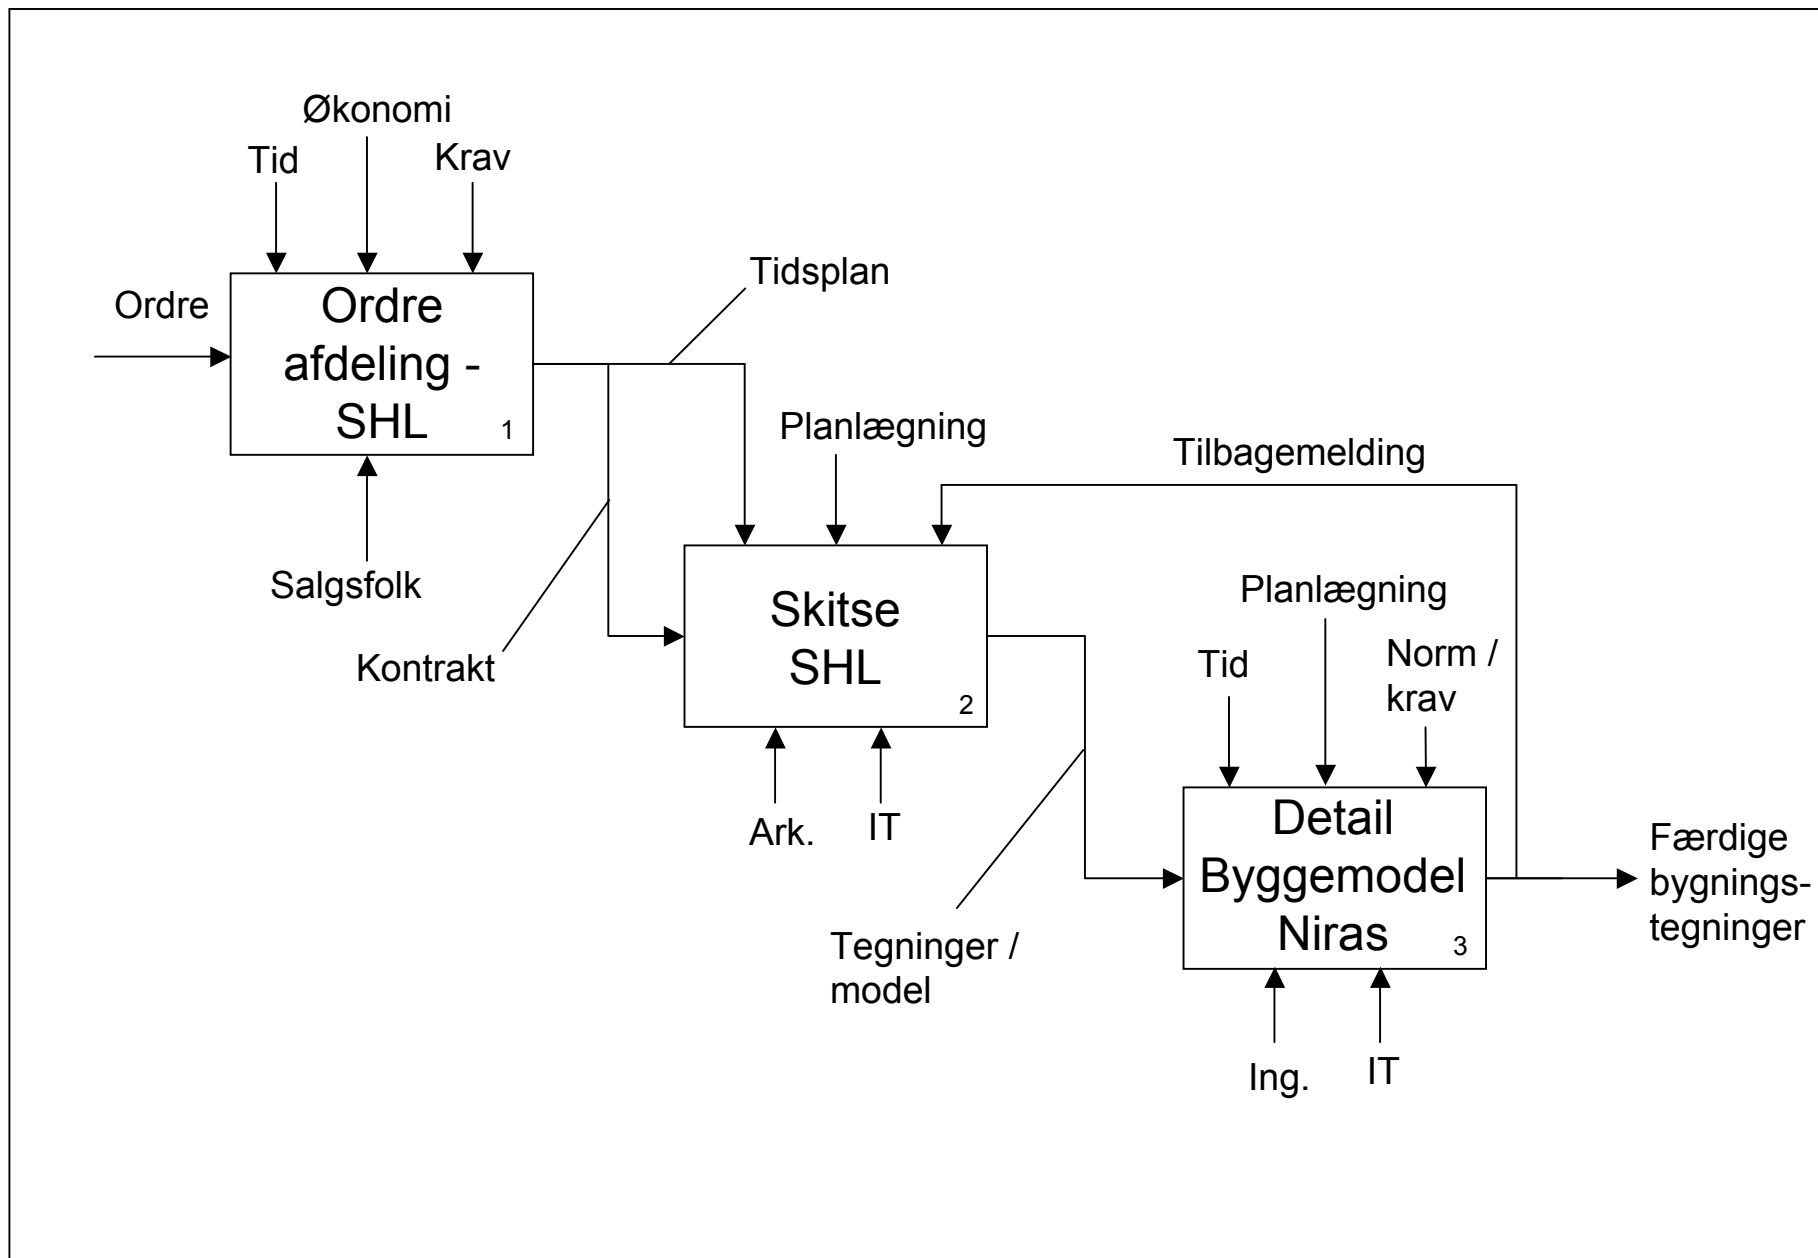 Økonomi
Tid
Krav
Ordre
Ordre
afdeling -
SHL
1
Salgsfolk
Tidsplan
Kontrakt
Planlægning
Tilbagemelding
Skitse
SHL
2
Ark.
IT
Tegninger /
model
Planlægning
Tid
Norm /
krav
Detail
Byggemodel
Niras
3
Ing.
IT
Færdige
bygnings-
tegninger